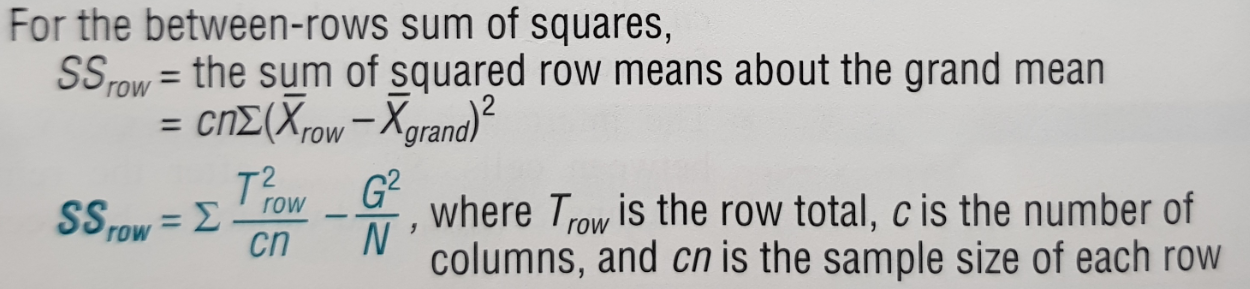 For the between-rows sum of squares,
SS_row = the sum of squared row means about the grand mean
= cnΣ(X̄_row − X̄_grand)²
SS_row = Σ T²_row/cn − G²/N, where T_row is the row total, c is the number of
columns, and cn is the sample size of each row